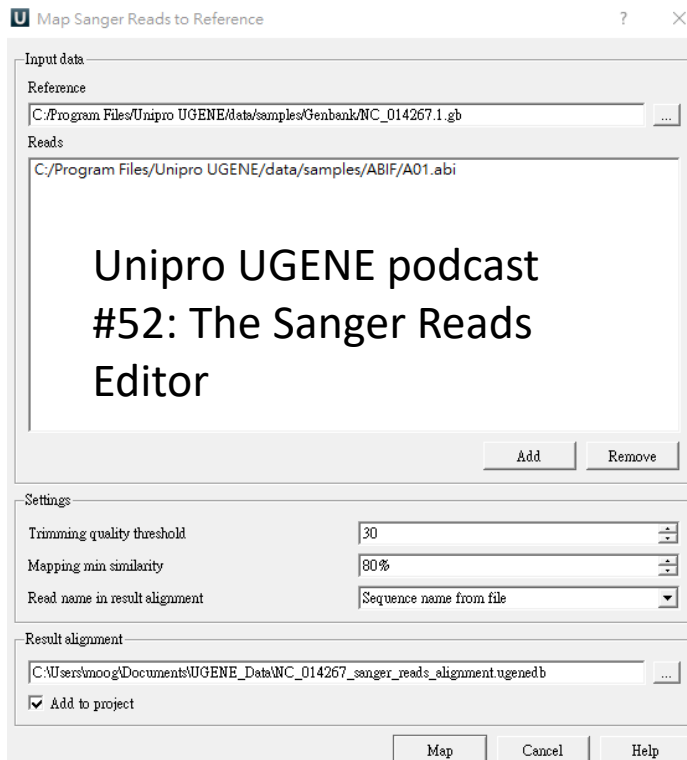 U Map Sanger Reads to Reference ? ×
Input data
Reference
C:/Program Files/Unipro UGENE/data/samples/Genbank/NC_014267.1.gb ...
Reads
C:/Program Files/Unipro UGENE/data/samples/ABIF/A01.abi
Unipro UGENE podcast
#52: The Sanger Reads
Editor
Add Remove
Settings
Trimming quality threshold 30
Mapping min similarity 80%
Read name in result alignment Sequence name from file
Result alignment
C:\Users\moog\Documents\UGENE_Data\NC_014267_sanger_reads_alignment.ugenedb ...
Add to project
Map Cancel Help